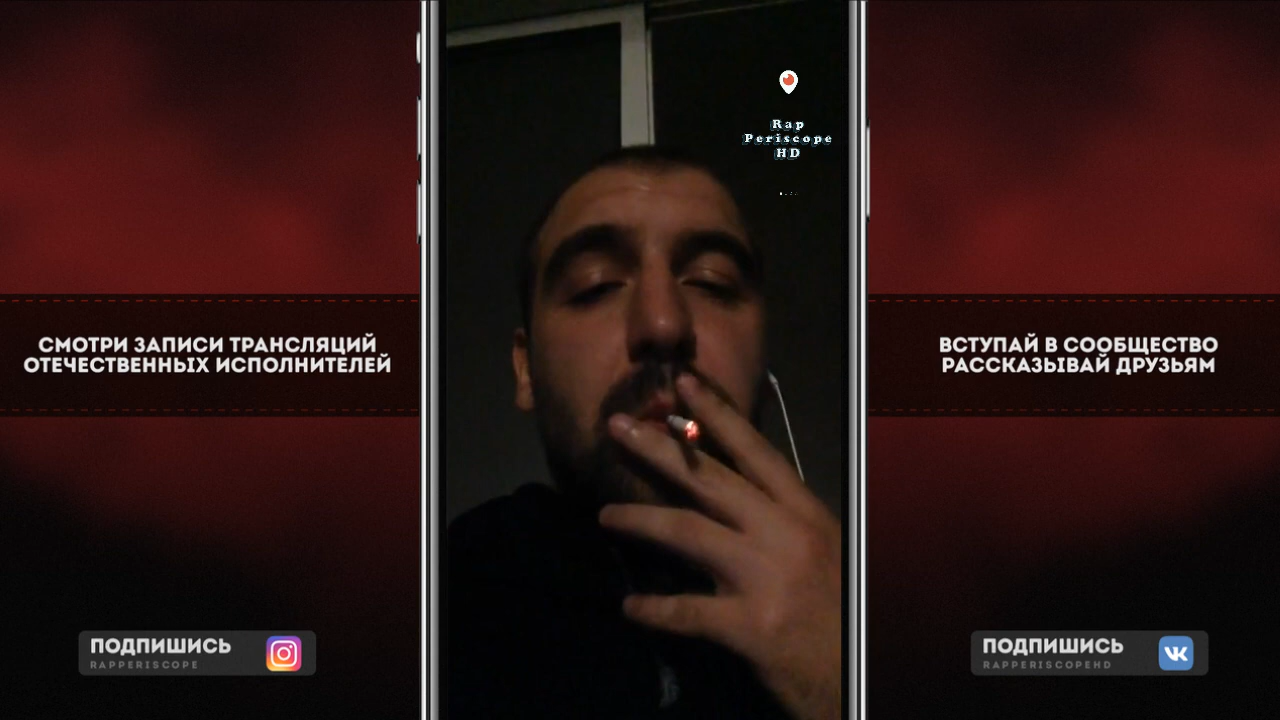 Rap
Periscope
HD
СМОТРИ ЗАПИСИ ТРАНСЛЯЦИЙ
ОТЕЧЕСТВЕННЫХ ИСПОЛНИТЕЛЕЙ
ВСТУПАЙ В СООБЩЕСТВО
РАССКАЗЫВАЙ ДРУЗЬЯМ
ПОДПИШИСЬ
RAPPERISCOPE
ПОДПИШИСЬ
RAPPERISCOPEHD